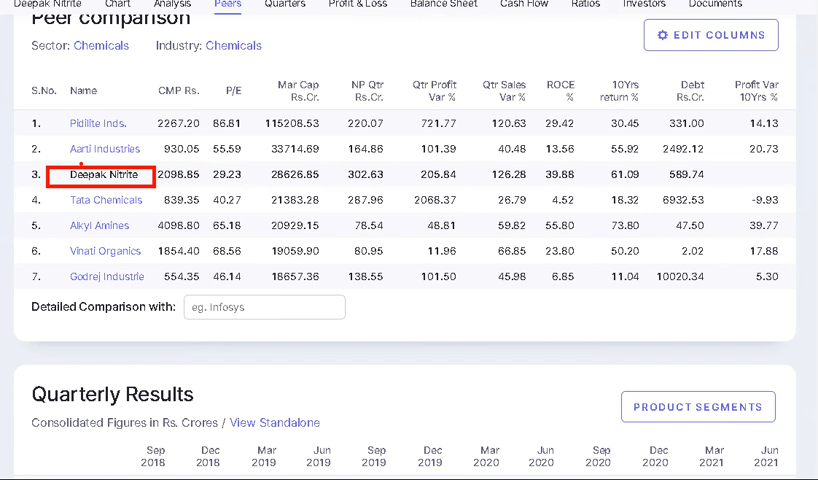 Deepak Nitrite Chart Analysis Peers Quarters Profit & Loss Balance Sheet Cash Flow Ratios Investors Documents
Peer comparison
EDIT COLUMNS
Sector: Chemicals Industry: Chemicals
S.No. Name CMP Rs. P/E Mar Cap Rs.Cr. NP Qtr Rs.Cr. Qtr Profit Var % Qtr Sales Var % ROCE % 10Yrs return % Debt Rs.Cr. Profit Var 10Yrs %
1. Pidilite Inds. 2267.20 86.81 115208.53 220.07 721.77 120.63 29.42 30.45 331.00 14.13
2. Aarti Industries 930.05 55.59 33714.69 164.86 101.39 40.48 13.56 55.92 2492.12 20.73
3. Deepak Nitrite 2098.85 29.23 28626.85 302.63 205.84 126.28 39.88 61.09 589.74
4. Tata Chemicals 839.35 40.27 21383.28 287.96 2068.37 26.79 4.52 18.32 6932.53 -9.93
5. Alkyl Amines 4098.80 65.18 20929.15 78.54 48.81 59.82 55.80 73.80 47.50 39.77
6. Vinati Organics 1854.40 68.56 19059.90 80.95 11.96 66.85 23.80 50.20 2.02 17.88
7. Godrej Industrie 554.35 46.14 18657.36 138.55 101.50 45.98 6.85 11.04 10020.34 5.30
Detailed Comparison with: eg. Infosys
Quarterly Results
PRODUCT SEGMENTS
Consolidated Figures in Rs. Crores / View Standalone
Sep Dec Mar Jun Sep Dec Mar Jun Sep Dec Mar Jun
2018 2018 2019 2019 2019 2019 2020 2020 2020 2020 2021 2021